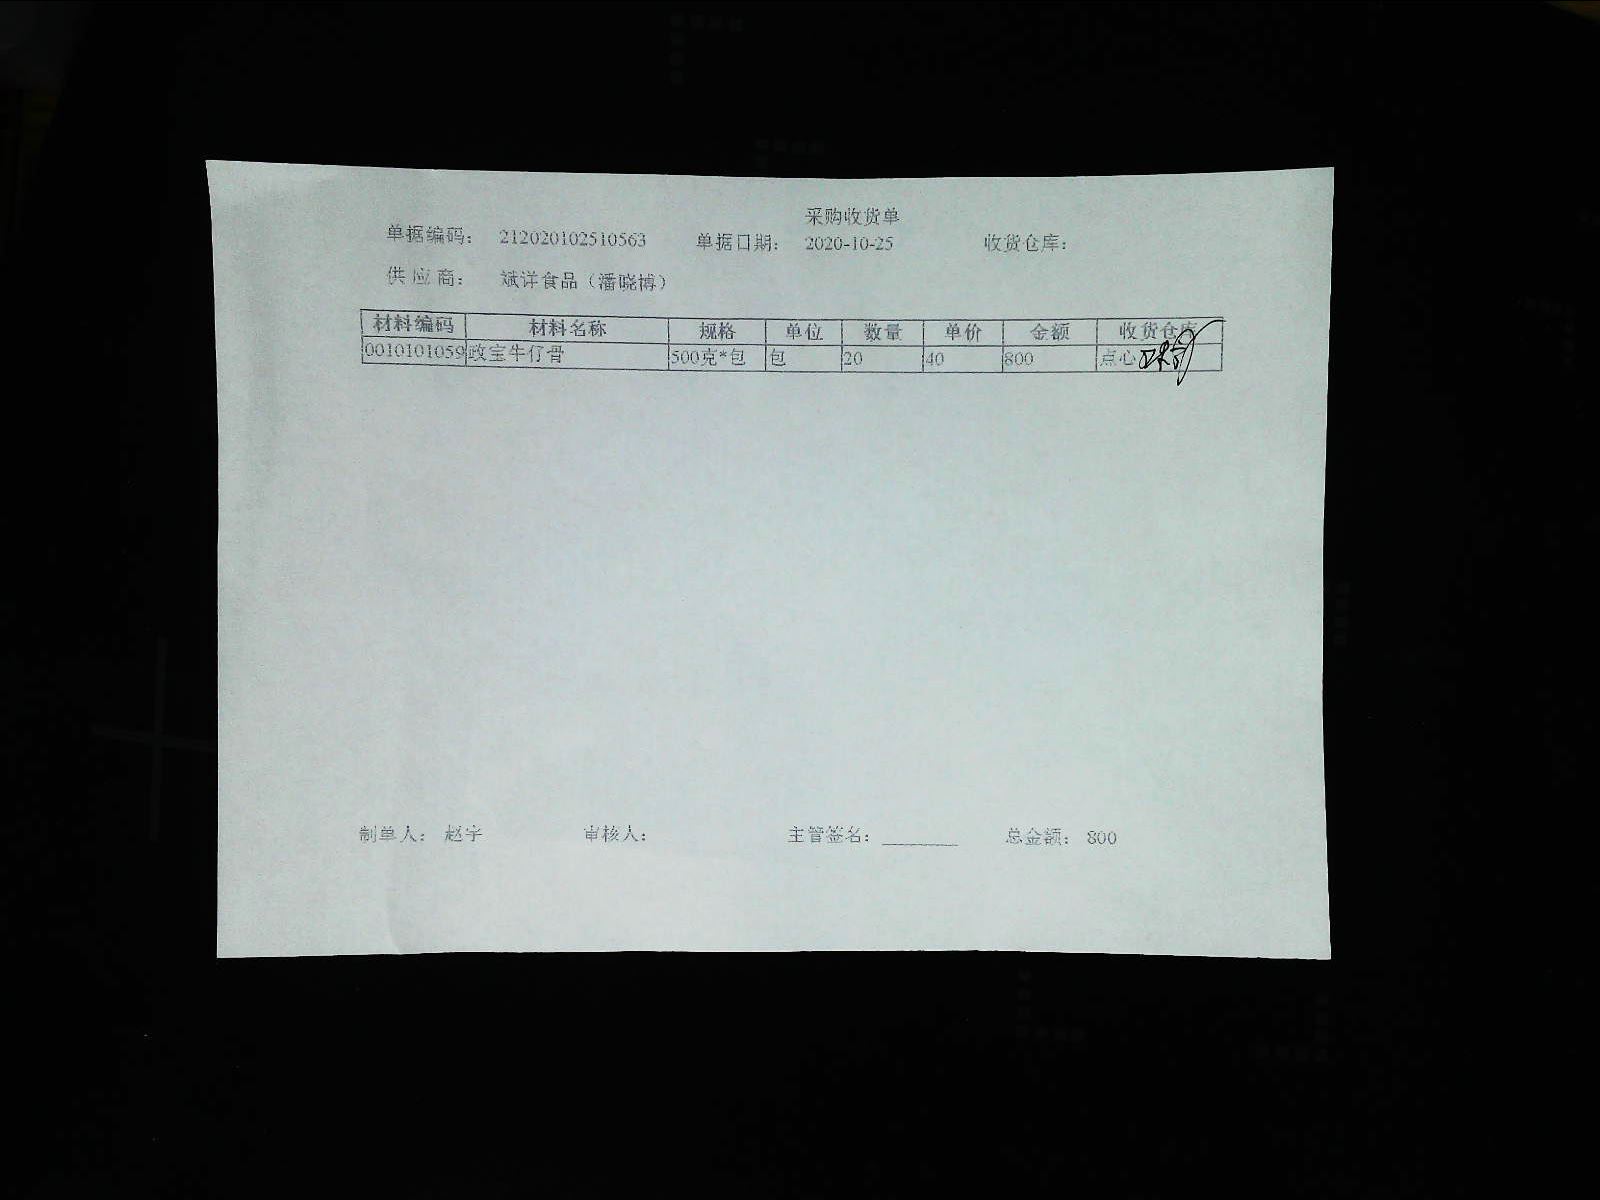 采购收货单
单据编码： 212020102510563 单据日期： 2020-10-25 收货仓库：
供应商： 斌洋食品（潘晓博）
材料编码 材料名称 规格 单位 数量 单价 金额 收货仓库
0010101059 政宝牛仔骨 500克*包 包 20 40 800 点心
制单人： 赵宇 审核人： 主管签名： 总金额： 800